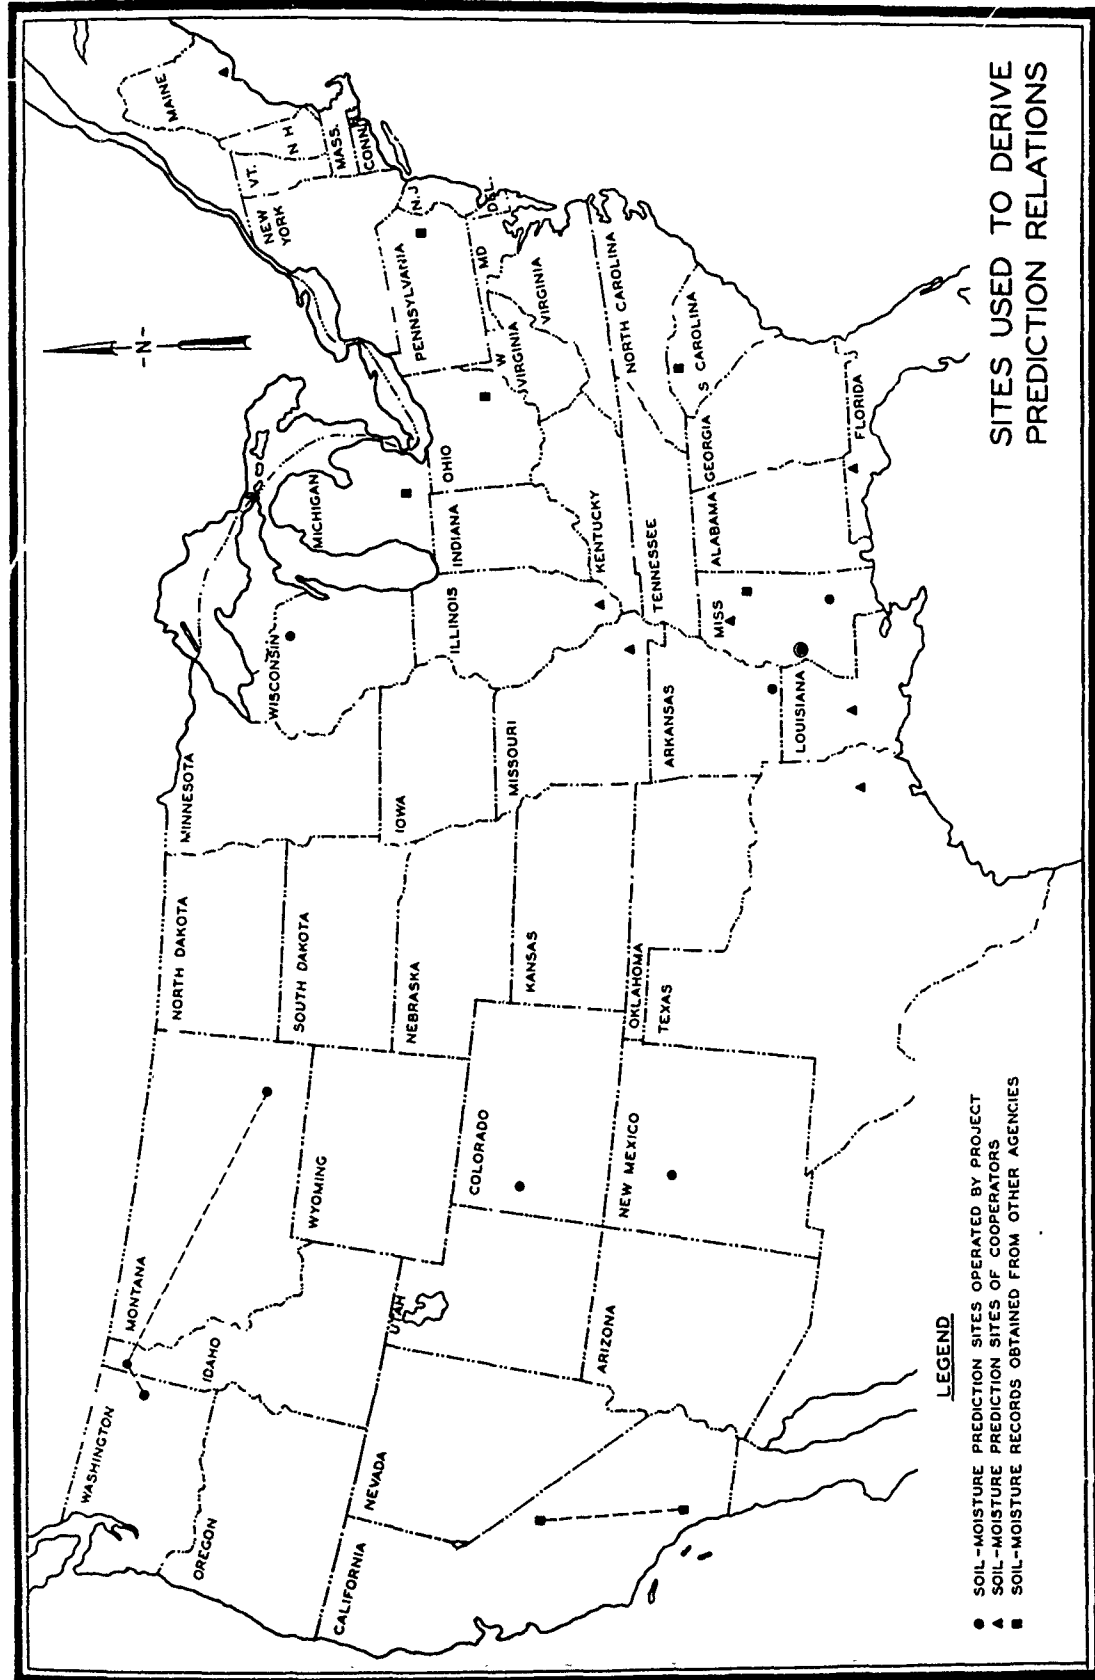 SITES USED TO DERIVE
PREDICTION RELATIONS
-N-
WASHINGTON
OREGON
CALIFORNIA
NEVADA
IDAHO
MONTANA
WYOMING
UTAH
ARIZONA
COLORADO
NEW MEXICO
NORTH DAKOTA
SOUTH DAKOTA
NEBRASKA
KANSAS
OKLAHOMA
TEXAS
MINNESOTA
IOWA
MISSOURI
ARKANSAS
LOUISIANA
WISCONSIN
ILLINOIS
MICHIGAN
INDIANA
OHIO
KENTUCKY
TENNESSEE
MISS
ALABAMA
GEORGIA
FLORIDA
S CAROLINA
NORTH CAROLINA
VIRGINIA
W
VIRGINIA
MD
DEL.
PENNSYLVANIA
N.J
NEW
YORK
VT.
N H
MAINE
MASS.
CONN
LEGEND
SOIL-MOISTURE PREDICTION SITES OPERATED BY PROJECT
SOIL-MOISTURE PREDICTION SITES OF COOPERATORS
SOIL-MOISTURE RECORDS OBTAINED FROM OTHER AGENCIES